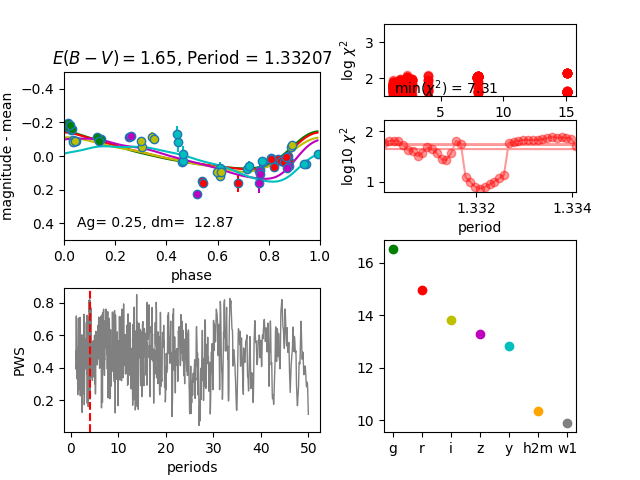 E(B − V) = 1.65, Period = 1.33207
magnitude - mean
−0.4
−0.2
0.0
0.2
0.4
Ag= 0.25, dm=  12.87
0.0 0.2 0.4 0.6 0.8 1.0
phase
log χ²
3
2
min(χ²) = 7.31
5 10 15
log10 χ²
2
1
1.332 1.334
period
PWS
0.8
0.6
0.4
0.2
0 10 20 30 40 50
periods
16
14
12
10
g r i z y h2m w1